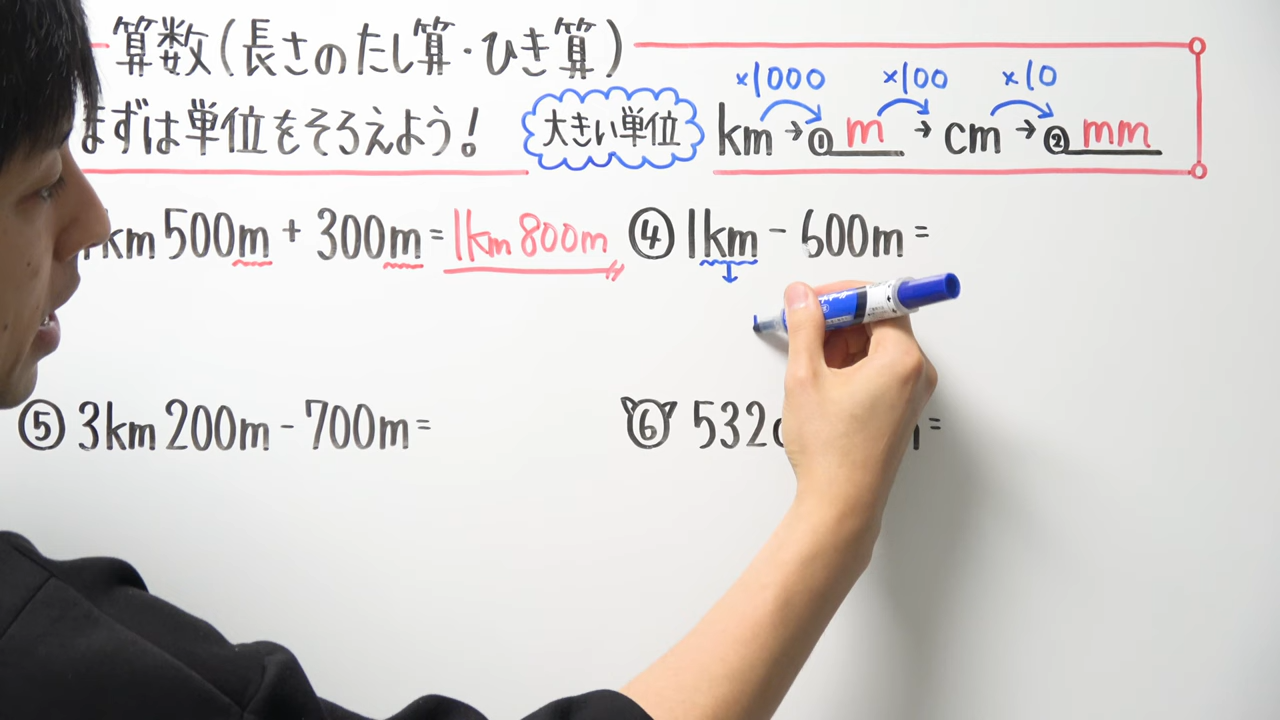 算数(長さのたし算・ひき算)
まずは単位をそろえよう!
大きい単位
×1000 ×100 ×10
km → ① m → cm → ② mm
km 500m + 300m = 1km 800m
④ 1km - 600m =
⑤ 3km 200m - 700m =
⑥ 532 =